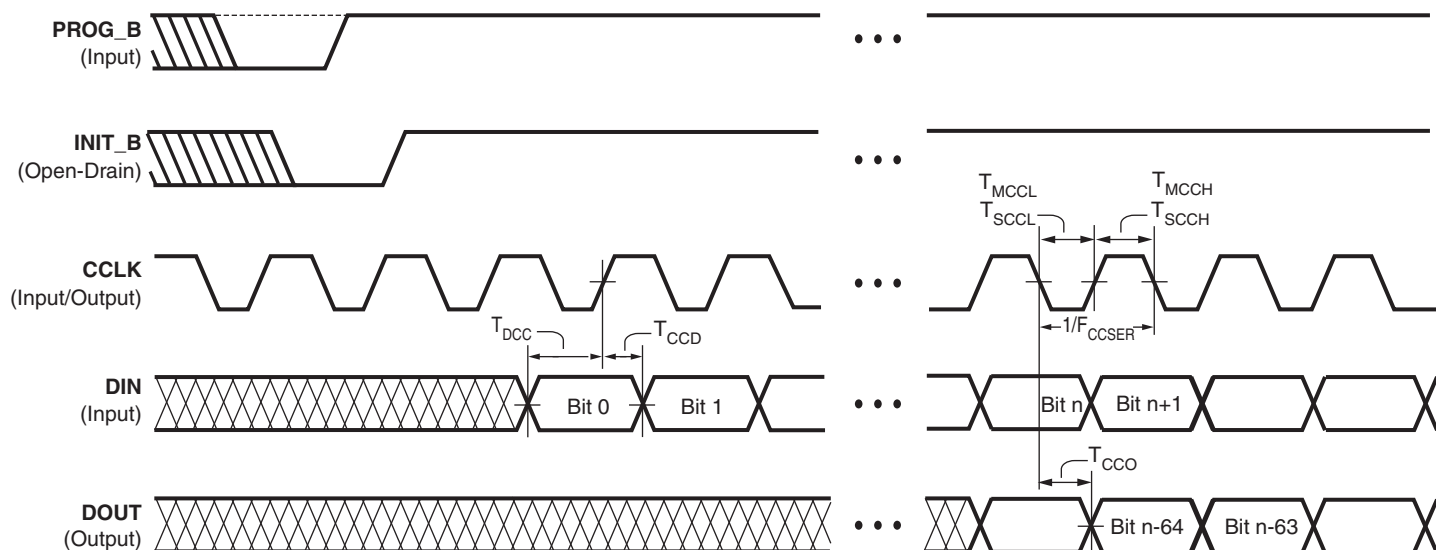 PROG_B
(Input)
INIT_B
(Open-Drain)
T_MCCL
T_SCCL
T_MCCH
T_SCCH
CCLK
(Input/Output)
T_DCC
T_CCD
1/F_CCSER
DIN
(Input)
Bit 0
Bit 1
Bit n
Bit n+1
T_CCO
DOUT
(Output)
Bit n-64
Bit n-63